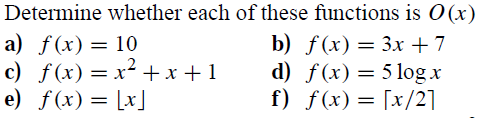 Determine whether each of these functions is O(x)
a) f(x) = 10 b) f(x) = 3x + 7
c) f(x) = x² + x + 1 d) f(x) = 5 log x
e) f(x) = ⌊x⌋ f) f(x) = ⌈x/2⌉